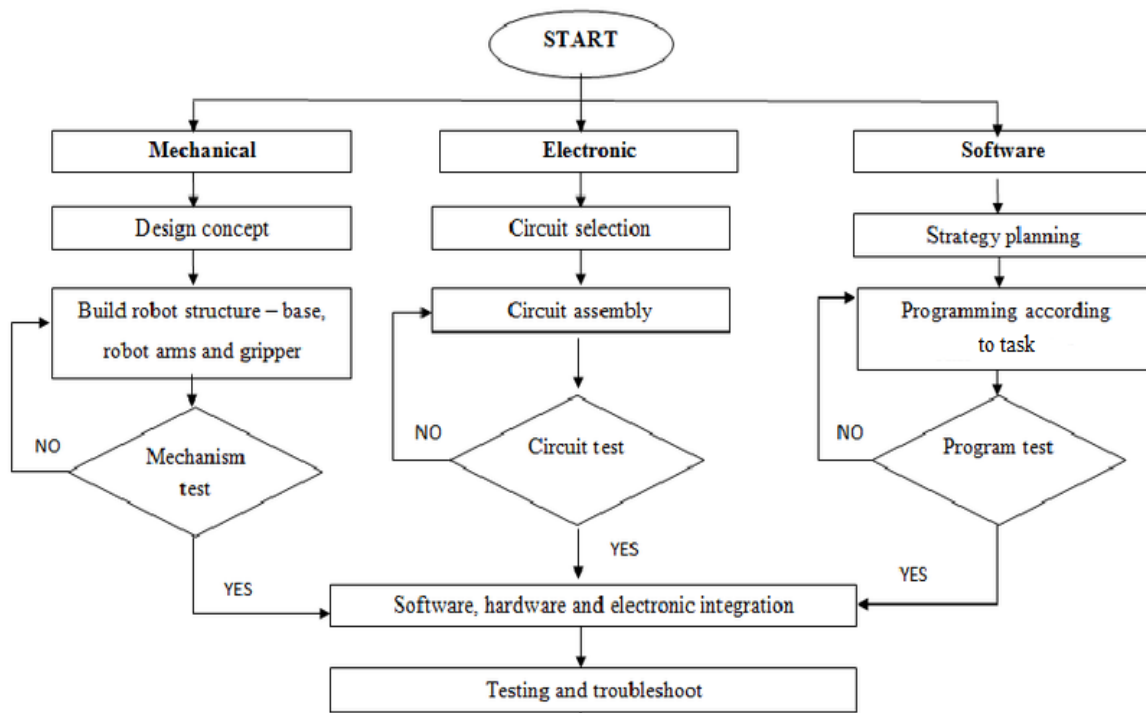 START
Mechanical
Electronic
Software
Design concept
Circuit selection
Strategy planning
Build robot structure – base,
robot arms and gripper
Circuit assembly
Programming according
to task
NO
Mechanism
test
NO
Circuit test
NO
Program test
YES
YES
YES
Software, hardware and electronic integration
Testing and troubleshoot